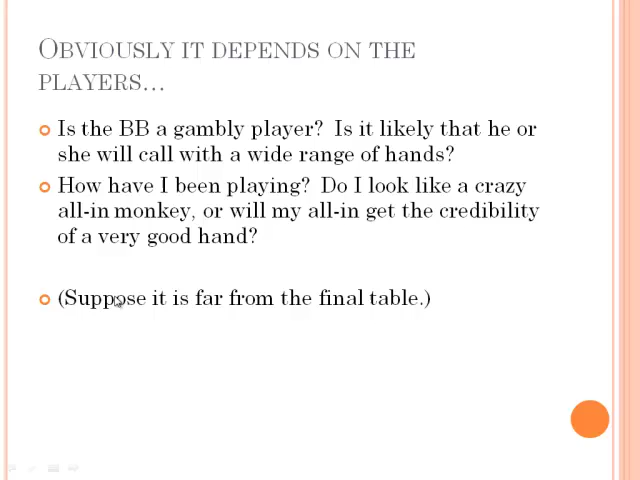 OBVIOUSLY IT DEPENDS ON THE
PLAYERS...
Is the BB a gambly player? Is it likely that he or
she will call with a wide range of hands?
How have I been playing? Do I look like a crazy
all-in monkey, or will my all-in get the credibility
of a very good hand?
(Suppose it is far from the final table.)